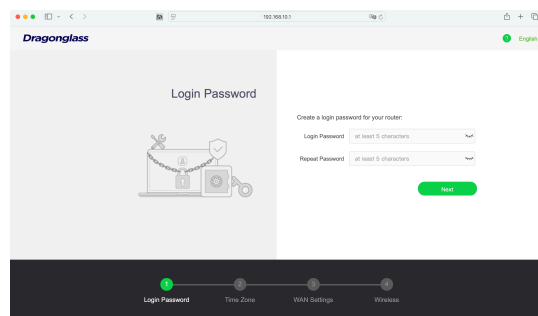 192.168.10.1
Dragonglass
English
Login Password
Create a login password for your router:
Login Password at least 5 characters
Repeat Password at least 5 characters
Next
1 2 3 4
Login Password Time Zone WAN Settings Wireless